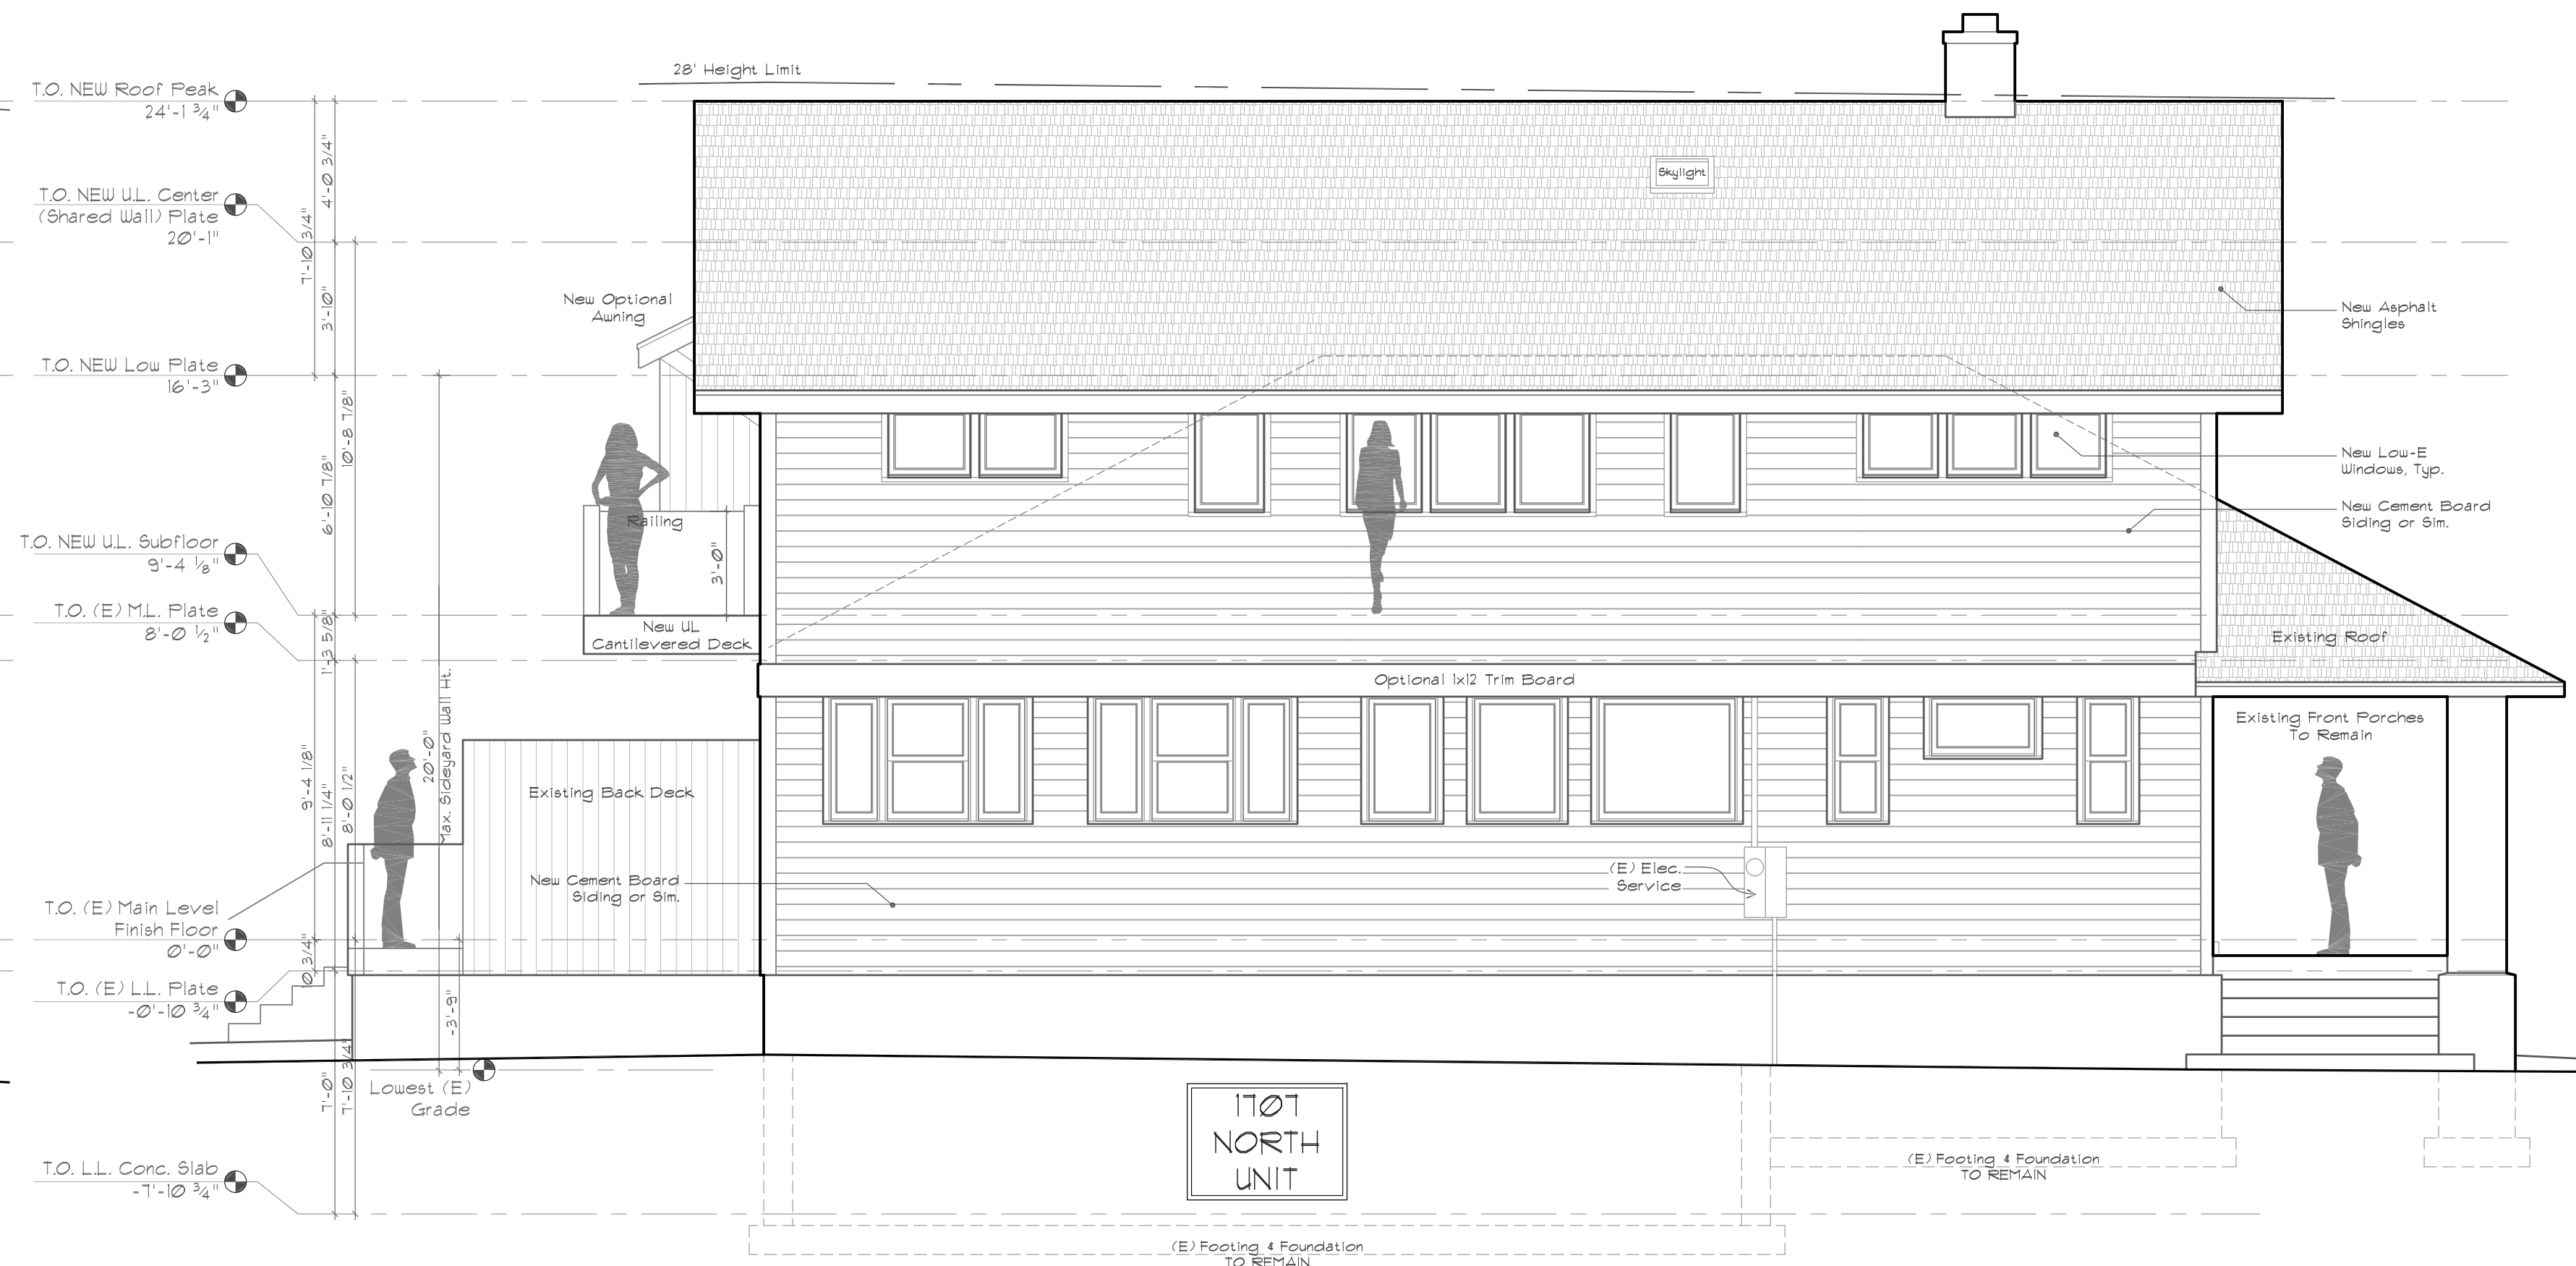 28' Height Limit
T.O. NEW Roof Peak
24'-1 3/4"
4'-0 3/4"
Skylight
T.O. NEW U.L. Center
(Shared Wall) Plate
20'-1"
7'-10 3/4"
3'-10"
New Optional
Awning
New Asphalt
Shingles
T.O. NEW Low Plate
16'-3"
10'-8 7/8"
6'-10 7/8"
New Low-E
Windows, Typ.
New Cement Board
Siding or Sim.
Railing
3'-0"
T.O. NEW U.L. Subfloor
9'-4 1/8"
T.O. (E) M.L. Plate
8'-0 1/2"
1'-3 5/8"
New UL
Cantilevered Deck
Existing Roof
Optional 1x12 Trim Board
Existing Front Porches
To Remain
20'-0"
Max. Sideyard Wall Ht.
9'-4 1/8"
8'-11 1/4"
8'-0 1/2"
Existing Back Deck
New Cement Board
Siding or Sim.
(E) Elec.
Service
T.O. (E) Main Level
Finish Floor
0'-0"
10 3/4"
T.O. (E) L.L. Plate
-0'-10 3/4"
-3'-9"
Lowest (E)
Grade
7'-0"
7'-10 3/4"
1707
NORTH
UNIT
T.O. L.L. Conc. Slab
-7'-10 3/4"
(E) Footing & Foundation
TO REMAIN
(E) Footing & Foundation
TO REMAIN